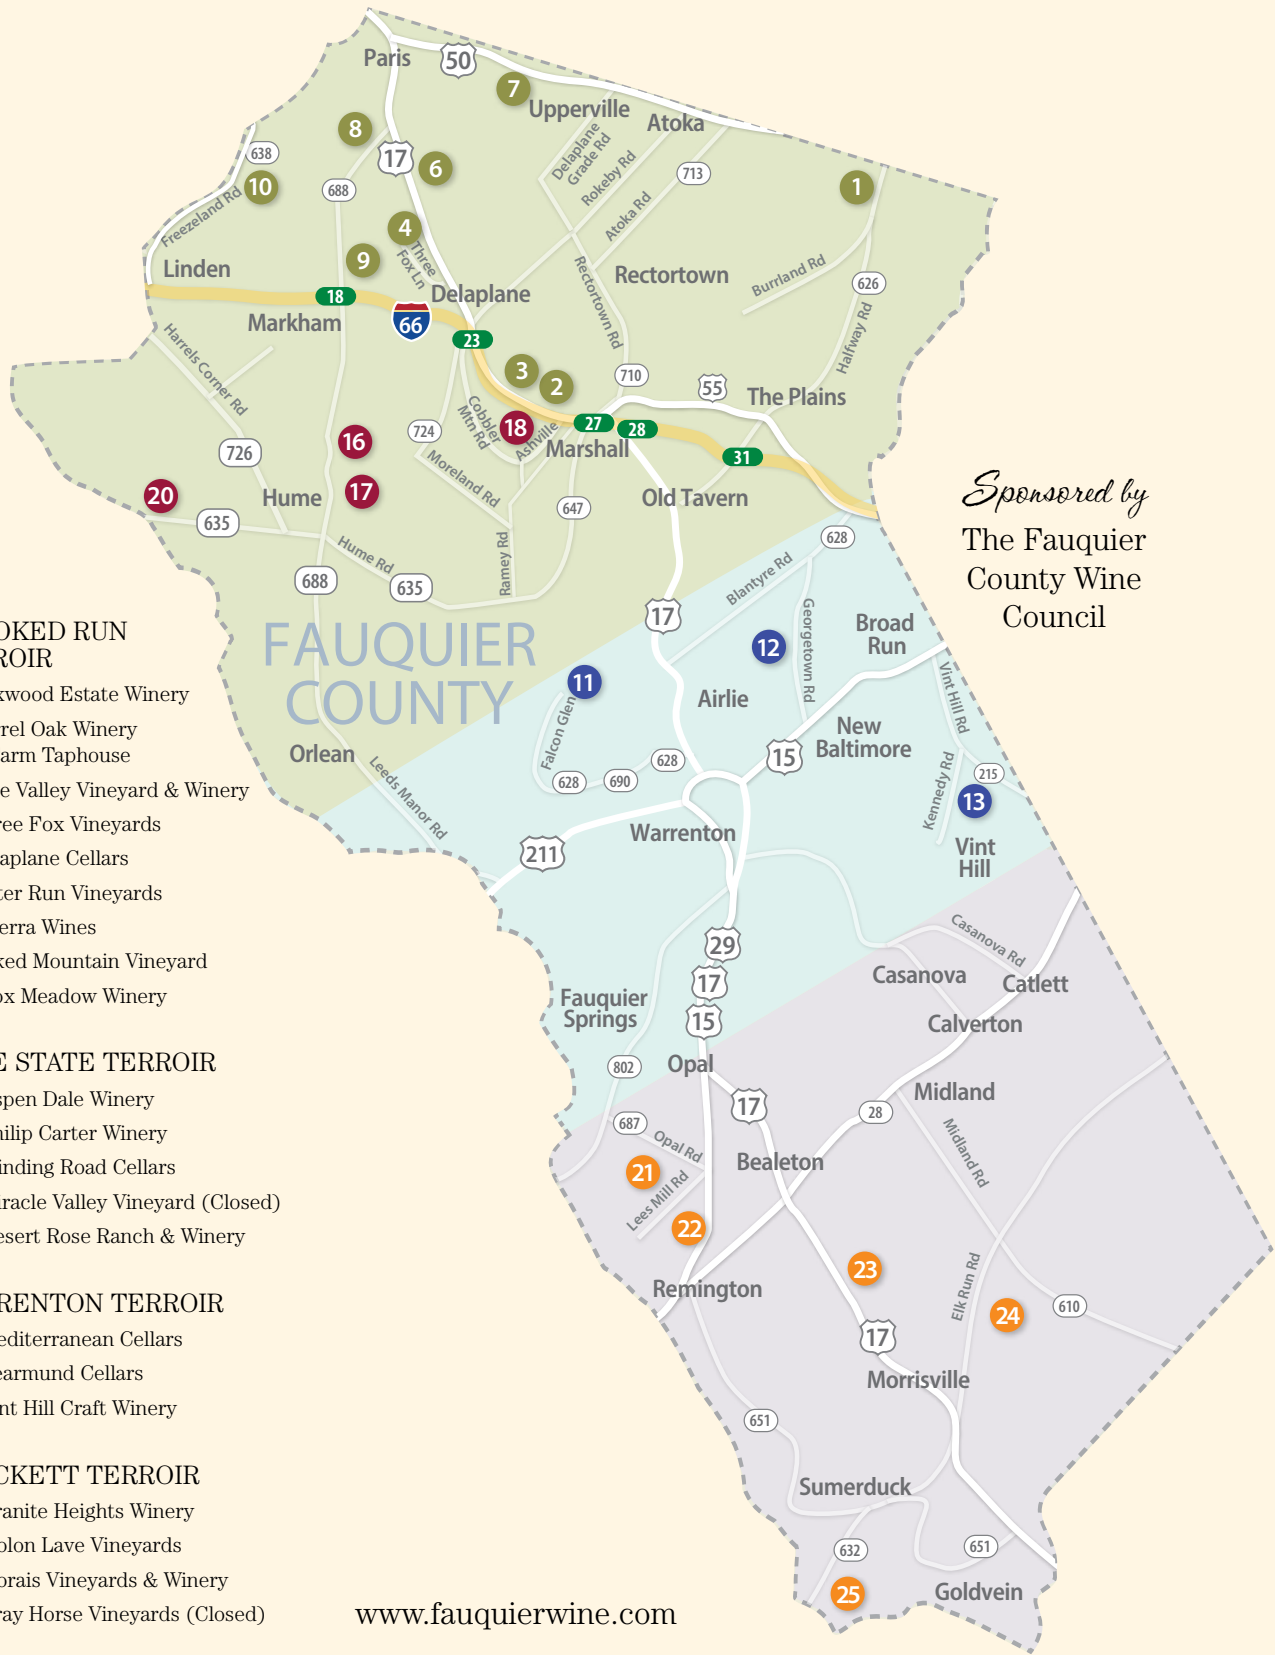 Paris
50
7
Upperville
Atoka
8
638
17
6
Delaplane
Grade Rd
Rokeby Rd
713
1
10
688
Freezeland Rd
4
Atoka Rd
Three
Fox Ln
9
Linden
Rectortown Rd
Rectortown
Burrland Rd
626
18
Delaplane
Markham
66
23
Halfway Rd
Harrels Corner Rd
3
2
710
55
The Plains
Cobbler
Mtn Rd
18
27
28
724
Ashville
Marshall
16
726
31
Moreland Rd
20
Hume
17
Old Tavern
635
647
Hume Rd
Ramey Rd
628
688
635
Blantyre Rd
Georgetown Rd
17
Sponsored by
The Fauquier
County Wine
Council
FAUQUIER
COUNTY
12
Broad
Run
11
Airlie
Vint Hill Rd
Falcon Glen
New
Baltimore
Orlean
Leeds Manor Rd
628
690
628
15
215
Kennedy Rd
13
Warrenton
Vint
Hill
211
29
17
15
Casanova Rd
Casanova
Catlett
Fauquier
Springs
Calverton
802
Opal
17
Midland
28
687
Opal Rd
Midland Rd
21
Bealeton
Lees Mill Rd
22
23
Remington
Elk Run Rd
24
610
17
Morrisville
651
Sumerduck
632
651
25
Goldvein
OKED RUN
ROIR
xwood Estate Winery
rrel Oak Winery
arm Taphouse
e Valley Vineyard & Winery
ree Fox Vineyards
aplane Cellars
ter Run Vineyards
erra Wines
ked Mountain Vineyard
ox Meadow Winery
E STATE TERROIR
spen Dale Winery
hilip Carter Winery
inding Road Cellars
iracle Valley Vineyard (Closed)
esert Rose Ranch & Winery
RENTON TERROIR
editerranean Cellars
earmund Cellars
nt Hill Craft Winery
CKETT TERROIR
ranite Heights Winery
olon Lave Vineyards
orais Vineyards & Winery
ray Horse Vineyards (Closed)
www.fauquierwine.com